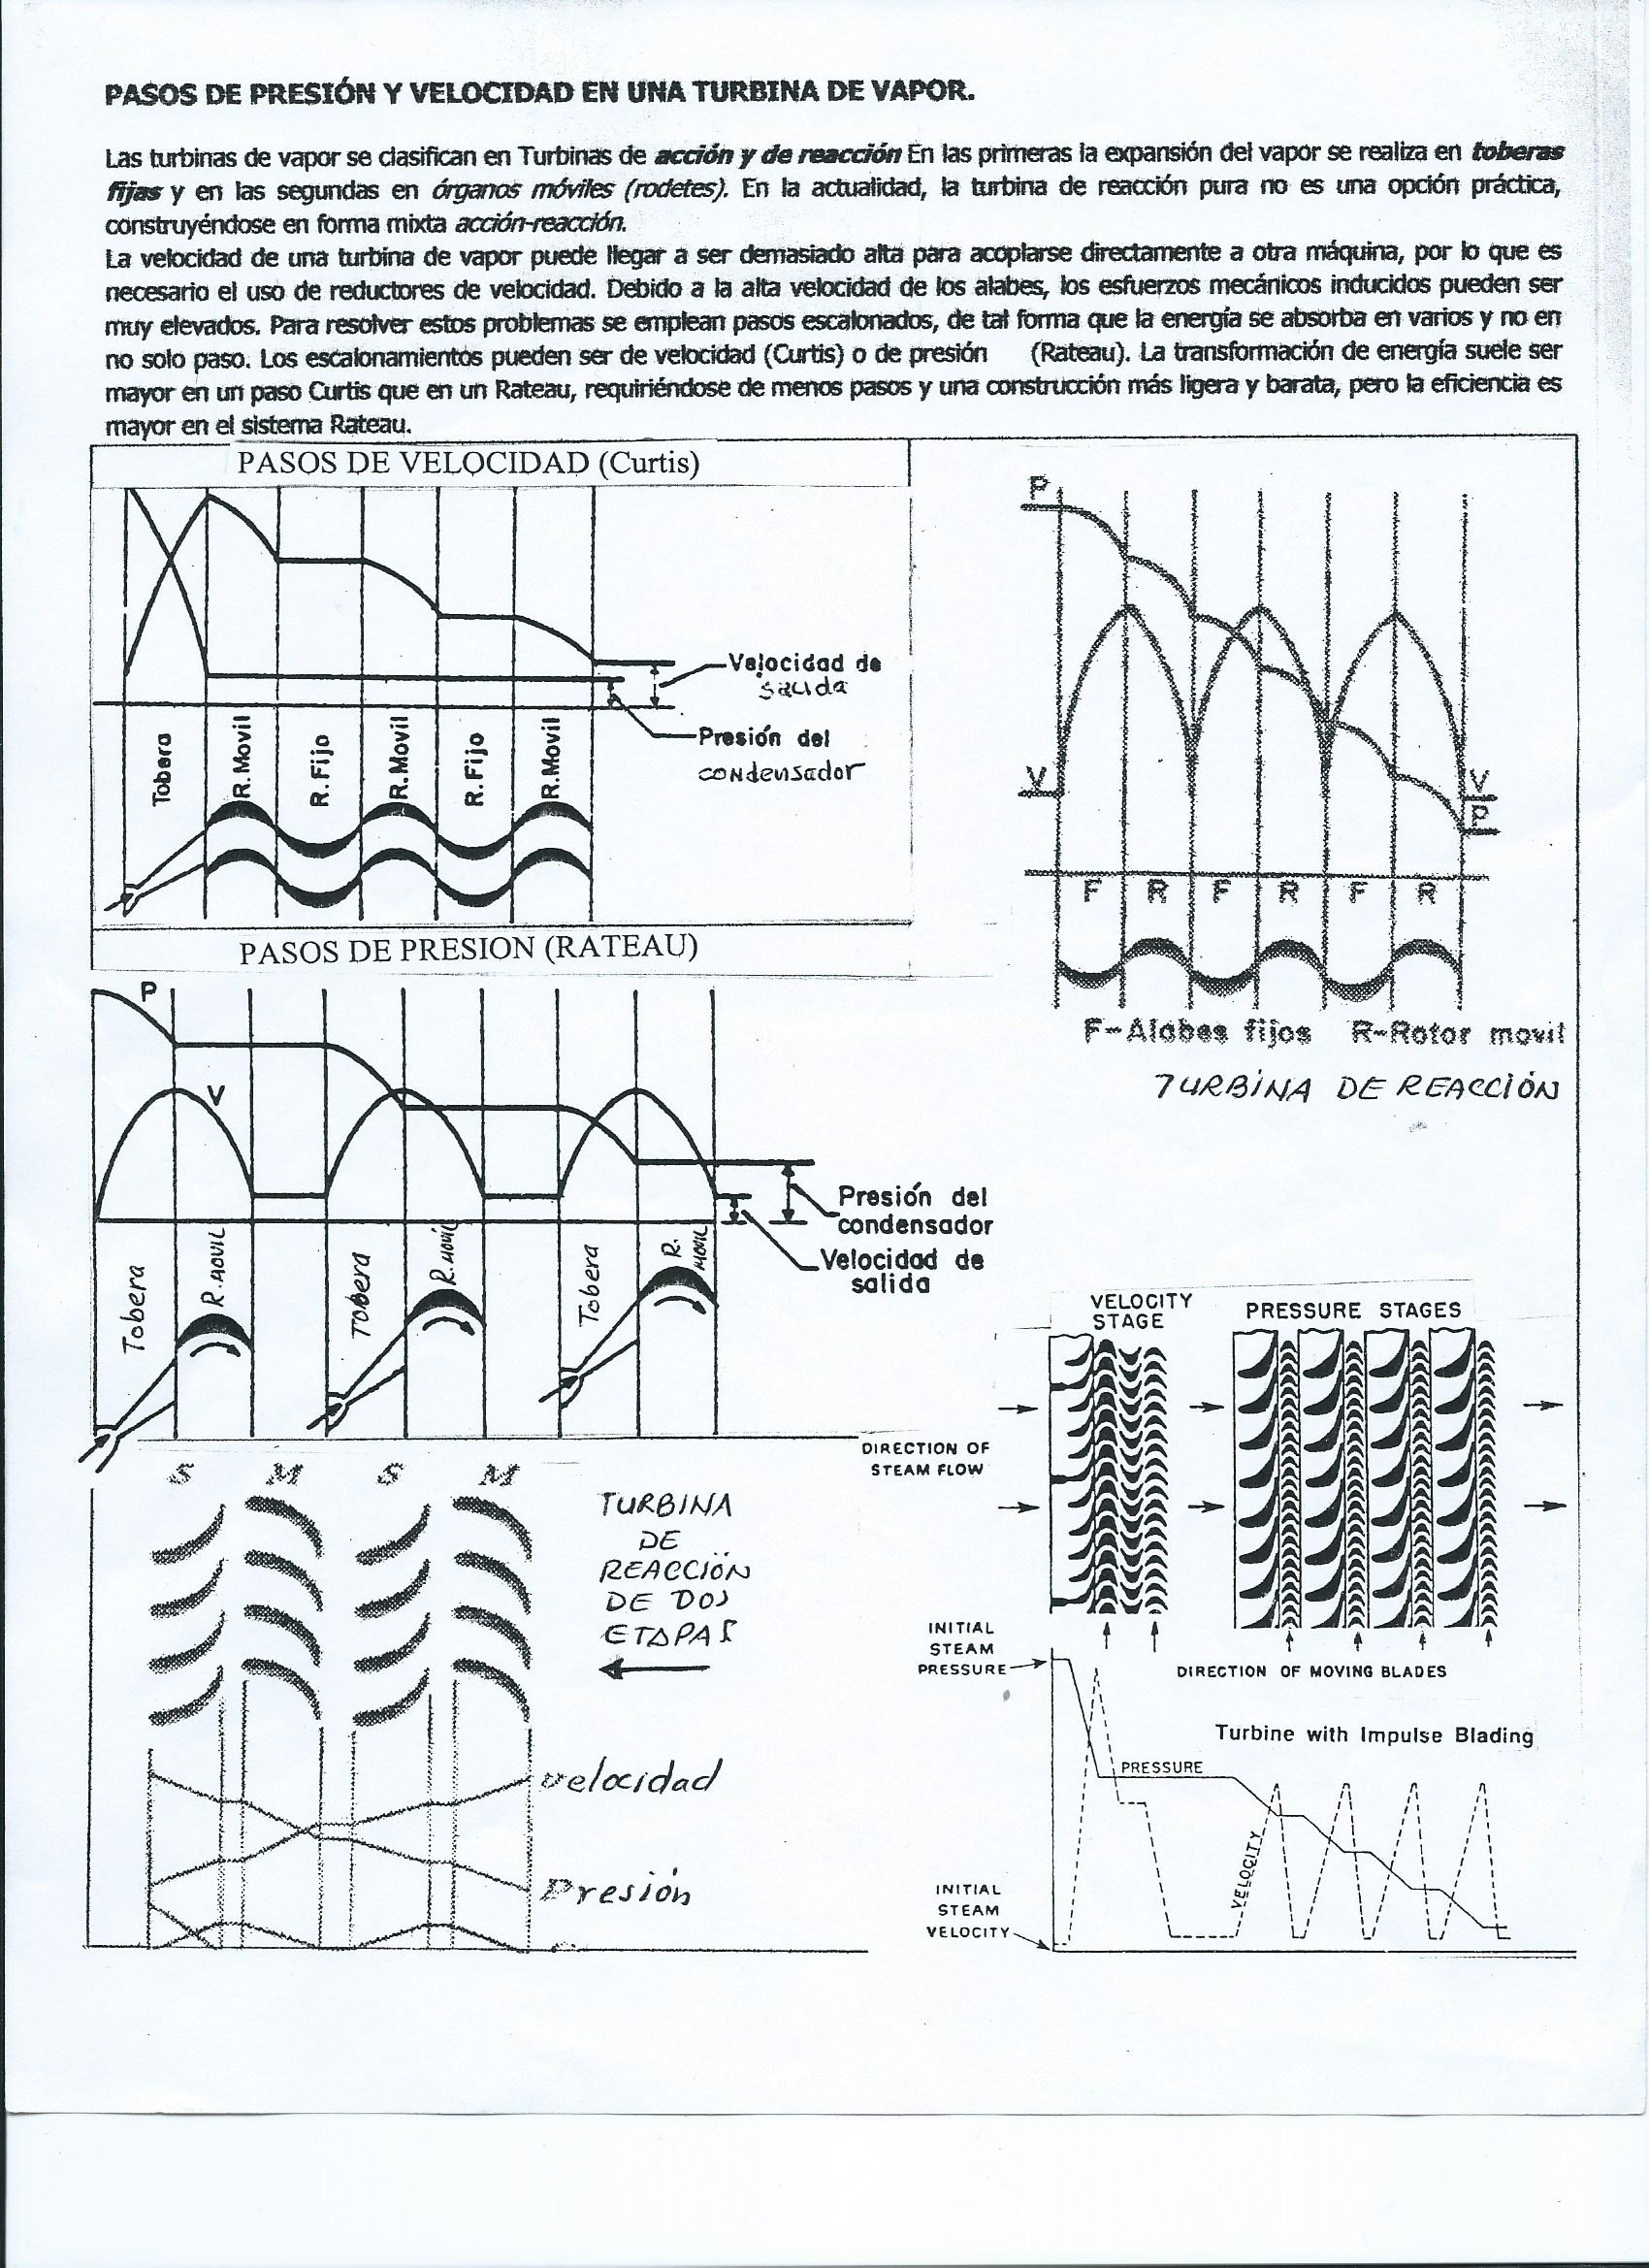 PASOS DE PRESIÓN Y VELOCIDAD EN UNA TURBINA DE VAPOR.
Las turbinas de vapor se clasifican en Turbinas de acción y de reacción En las primeras la expansión del vapor se realiza en toberas
fijas y en las segundas en órganos móviles (rodetes). En la actualidad, la turbina de reacción pura no es una opción práctica,
construyéndose en forma mixta acción-reacción.
La velocidad de una turbina de vapor puede llegar a ser demasiado alta para acoplarse directamente a otra máquina, por lo que es
necesario el uso de reductores de velocidad. Debido a la alta velocidad de los alabes, los esfuerzos mecánicos inducidos pueden ser
muy elevados. Para resolver estos problemas se emplean pasos escalonados, de tal forma que la energía se absorba en varios y no en
no solo paso. Los escalonamientos pueden ser de velocidad (Curtis) o de presión (Rateau). La transformación de energía suele ser
mayor en un paso Curtis que en un Rateau, requiriéndose de menos pasos y una construcción más ligera y barata, pero la eficiencia es
mayor en el sistema Rateau.
PASOS DE VELOCIDAD (Curtis)
Velocidad de
salida
Presión del
condensador
Tobera
R. Movil
R. Fijo
R. Movil
R. Fijo
R. Movil
P
V
V
P
F R F R F R
F-Alabes fijos R-Rotor movil
TURBINA DE REACCIÓN
PASOS DE PRESION (RATEAU)
P
V
Presión del
condensador
Velocidad de
salida
Tobera
R. MOVIL
Tobera
R. MOVIL
Tobera
R. MOVIL
S M S M
TURBINA
DE
REACCIÓN
DE DOS
ETAPAS
velocidad
Presión
VELOCITY
STAGE
PRESSURE STAGES
DIRECTION OF
STEAM FLOW
INITIAL
STEAM
PRESSURE
DIRECTION OF MOVING BLADES
Turbine with Impulse Blading
PRESSURE
VELOCITY
INITIAL
STEAM
VELOCITY